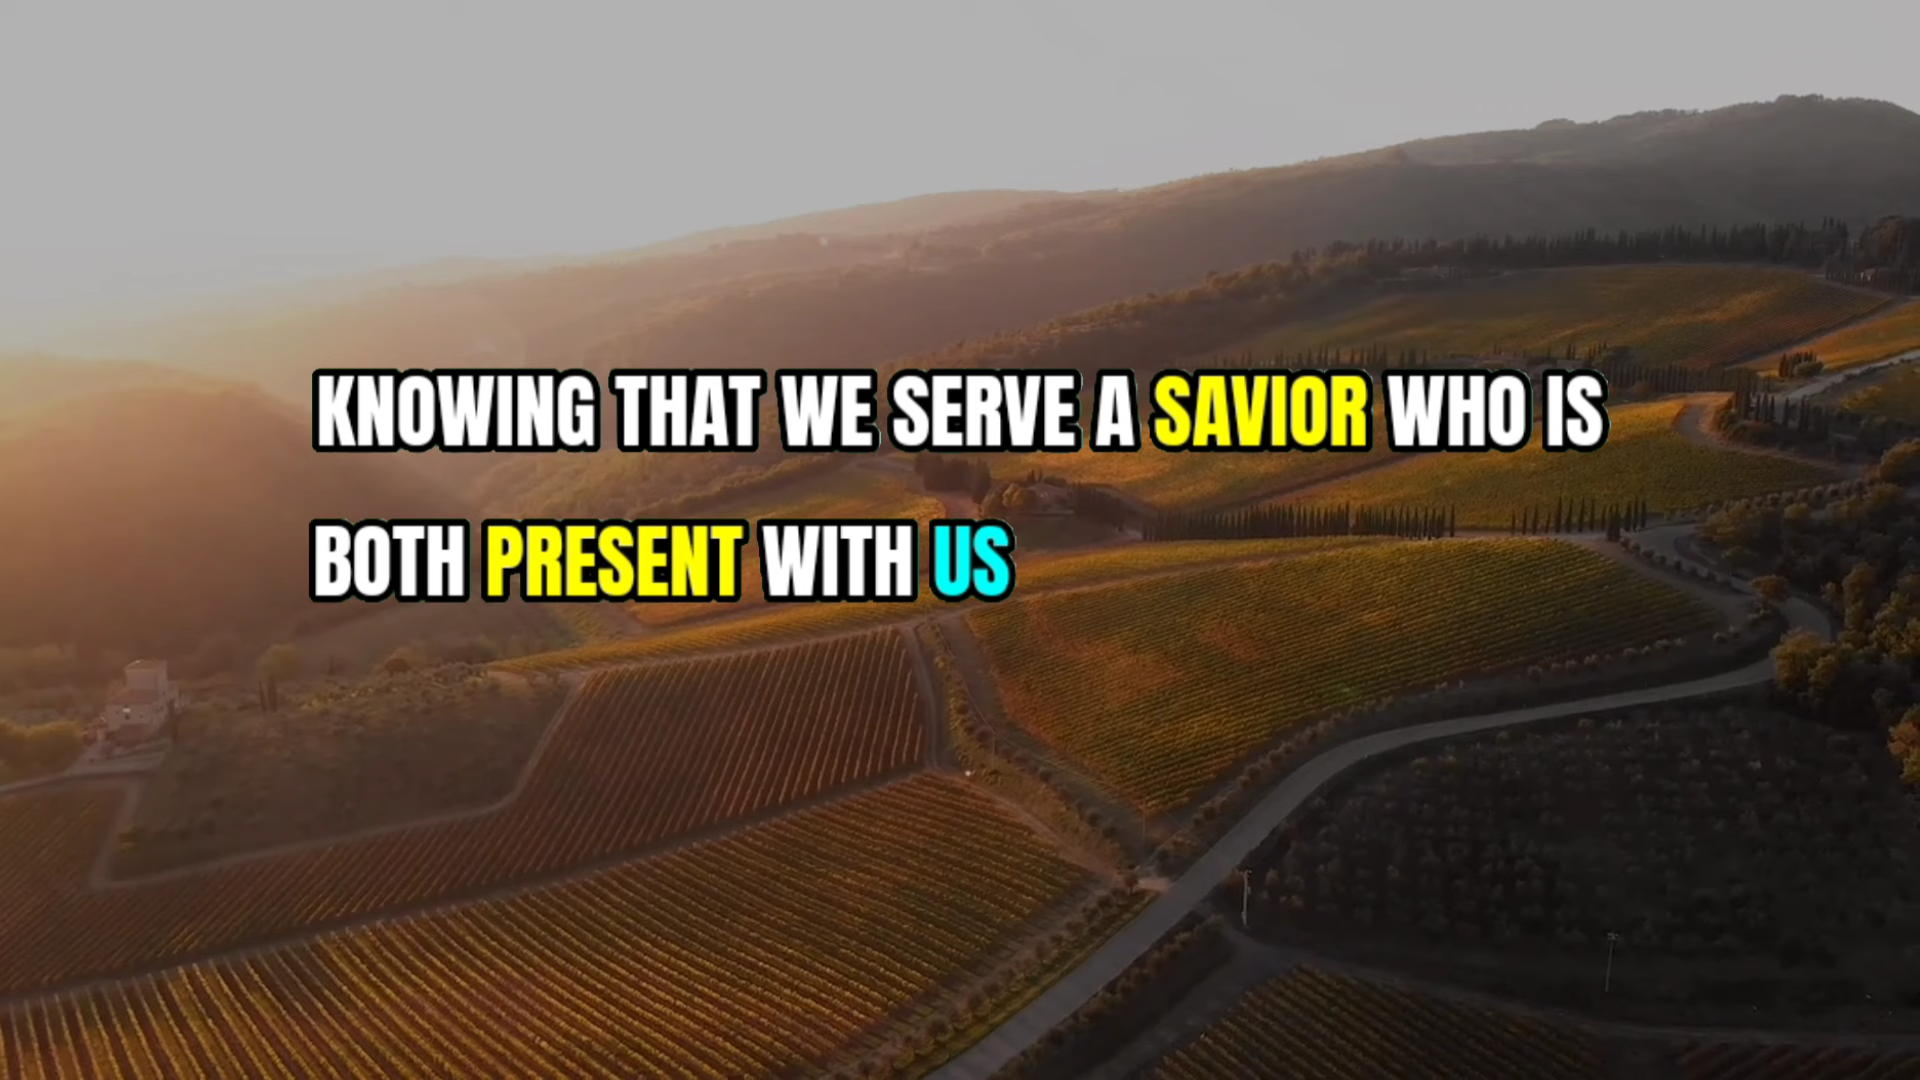 KNOWING THAT WE SERVE A SAVIOR WHO IS
BOTH PRESENT WITH US